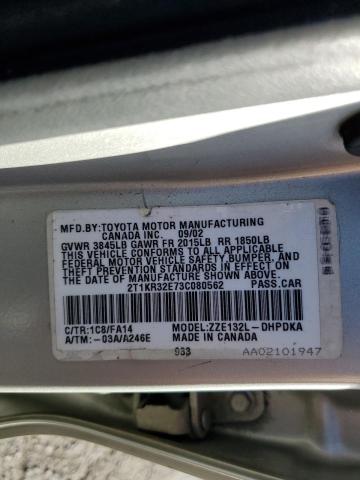 MFD.BY:TOYOTA MOTOR MANUFACTURING
CANADA INC. 09/02
GVWR 3845LB GAWR FR 2015LB RR 1850LB
THIS VEHICLE CONFORMS TO ALL APPLICABLE
FEDERAL MOTOR VEHICLE SAFETY, BUMPER, AND
THEFT PREVENTION STANDARDS IN EFFECT ON THE
DATE OF MANUFACTURE SHOWN ABOVE.
2T1KR32E73C080562 PASS.CAR
C/TR:1C8/FA14 MODEL:ZZE132L-DHPDKA
A/TM:-03A/A246E MADE IN CANADA
983 AA02101947